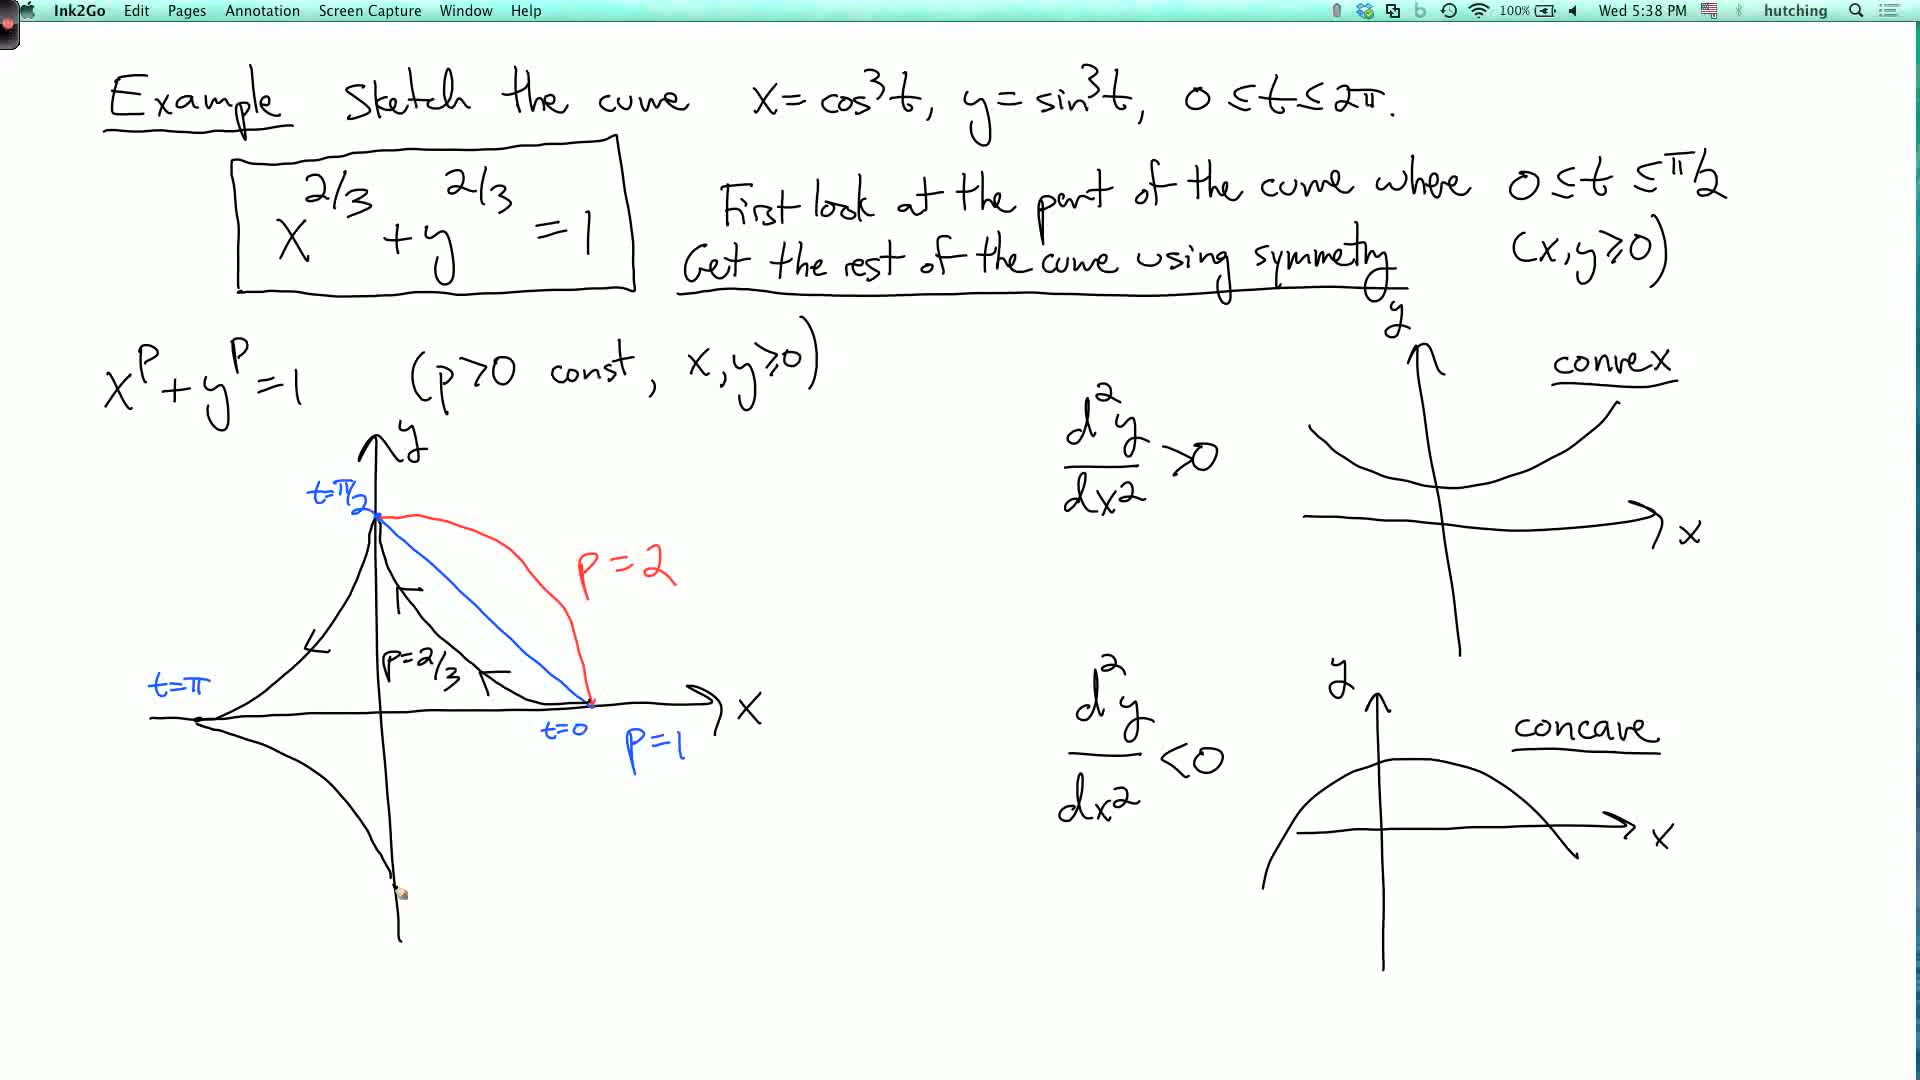 Ink2Go Edit Pages Annotation Screen Capture Window Help 100% Wed 5:38 PM hutching
Example Sketch the curve x = cos³t, y = sin³t, 0 ≤ t ≤ 2π.
x^2/3 + y^2/3 = 1
First look at the part of the curve where 0 ≤ t ≤ π/2
(x, y ≥ 0)
Get the rest of the curve using symmetry
x^p + y^p = 1 (p > 0 const, x, y ≥ 0)
y
t = π/2
p = 2
p = 2/3
t = π
t = 0
p = 1
x
d²y/dx² > 0
y
convex
x
d²y/dx² < 0
y
concave
x